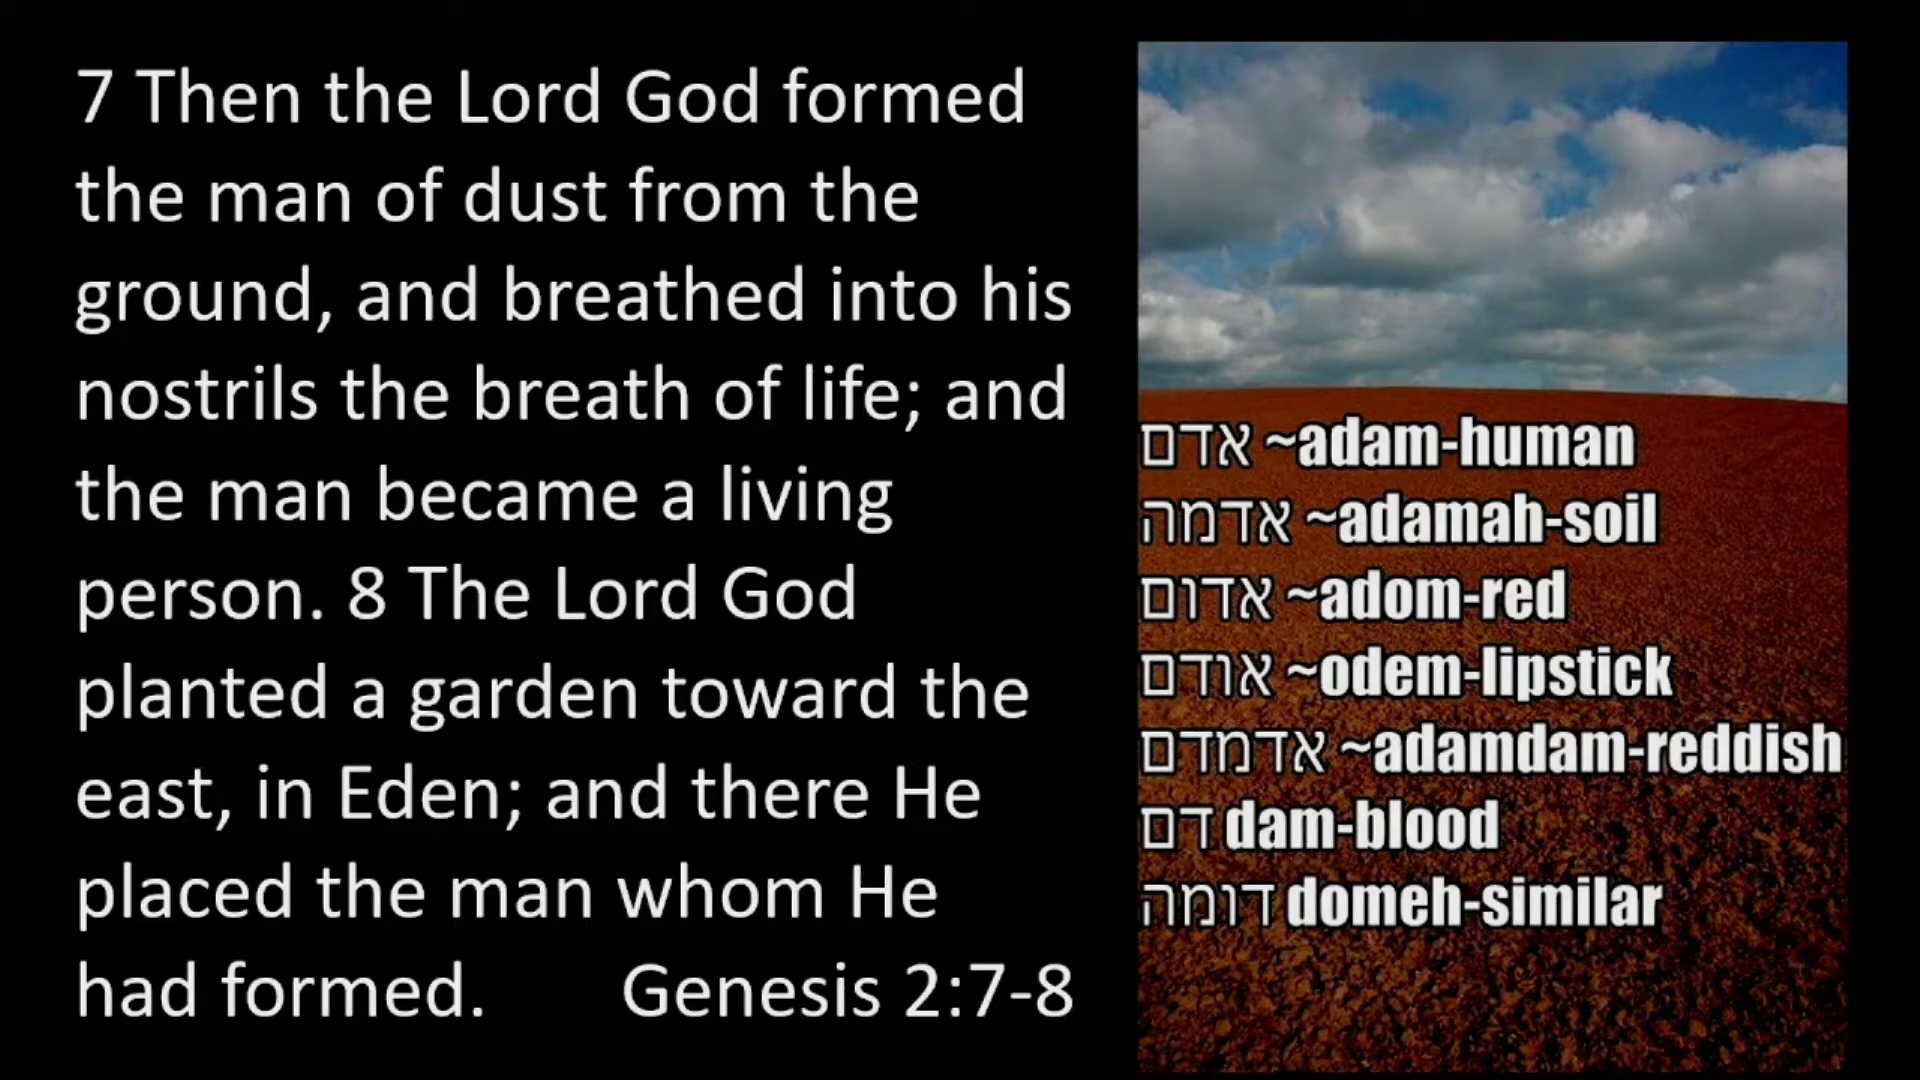 7 Then the Lord God formed
the man of dust from the
ground, and breathed into his
nostrils the breath of life; and
the man became a living
person. 8 The Lord God
planted a garden toward the
east, in Eden; and there He
placed the man whom He
had formed. Genesis 2:7-8
אדם ~adam-human
אדמה ~adamah-soil
אדום ~adom-red
אודם ~odem-lipstick
אדמדם ~adamdam-reddish
דם dam-blood
דומה domeh-similar